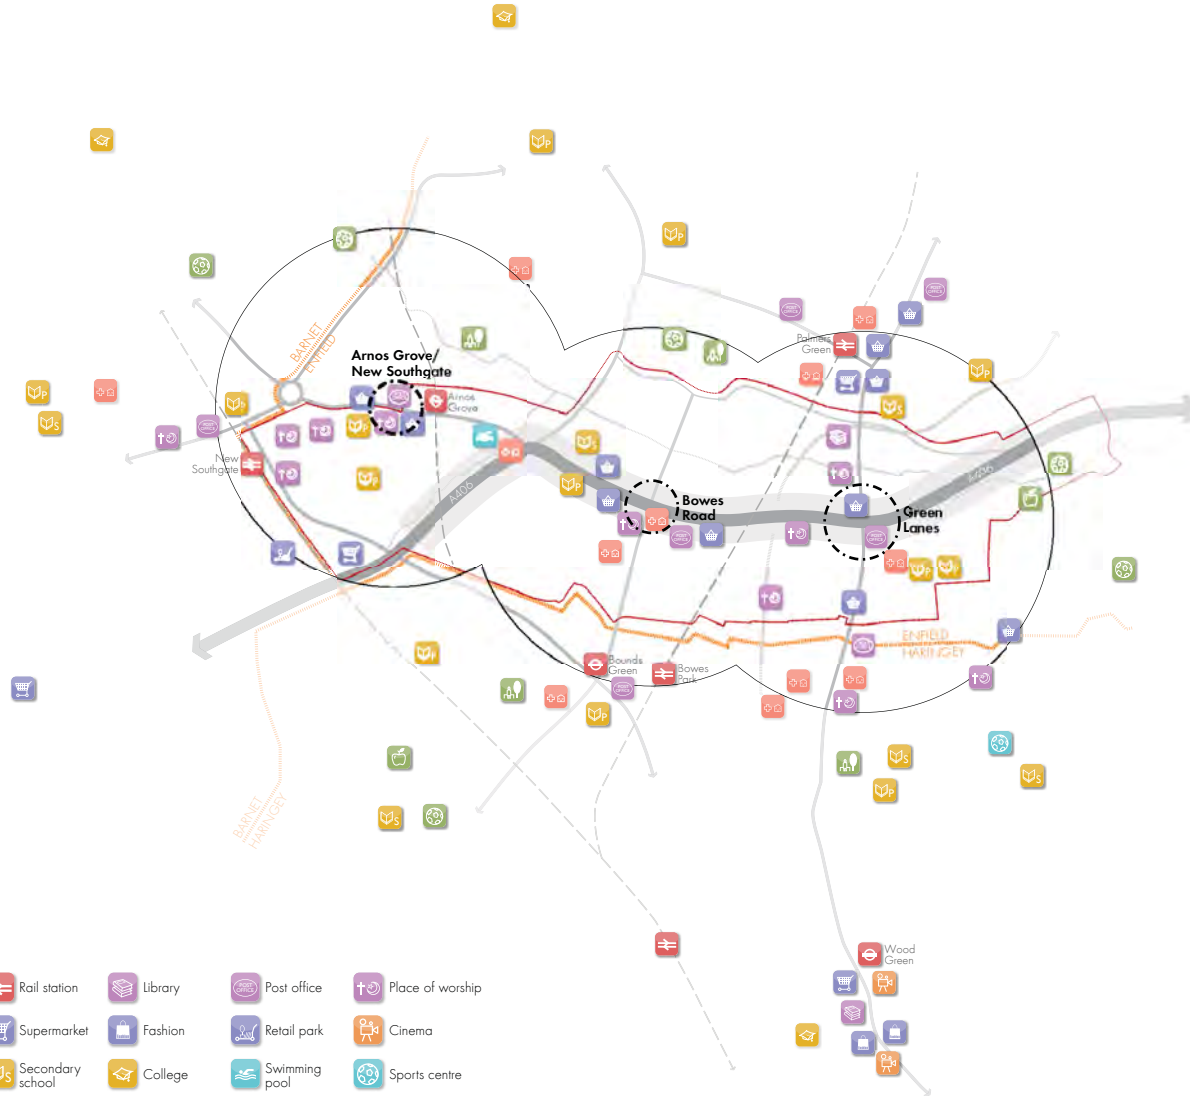 BARNET
ENFIELD
Palmers
Green
Arnos Grove/
New Southgate
Arnos
Grove
New
Southgate
A406
A406
Bowes
Road
Green
Lanes
ENFIELD
HARINGEY
Bounds
Green
Bowes
Park
BARNET
HARINGEY
Wood
Green
Rail station
Library
POST
OFFICE
Post office
Place of worship
Supermarket
Fashion
Retail park
Cinema
S
Secondary
school
College
Swimming
pool
Sports centre